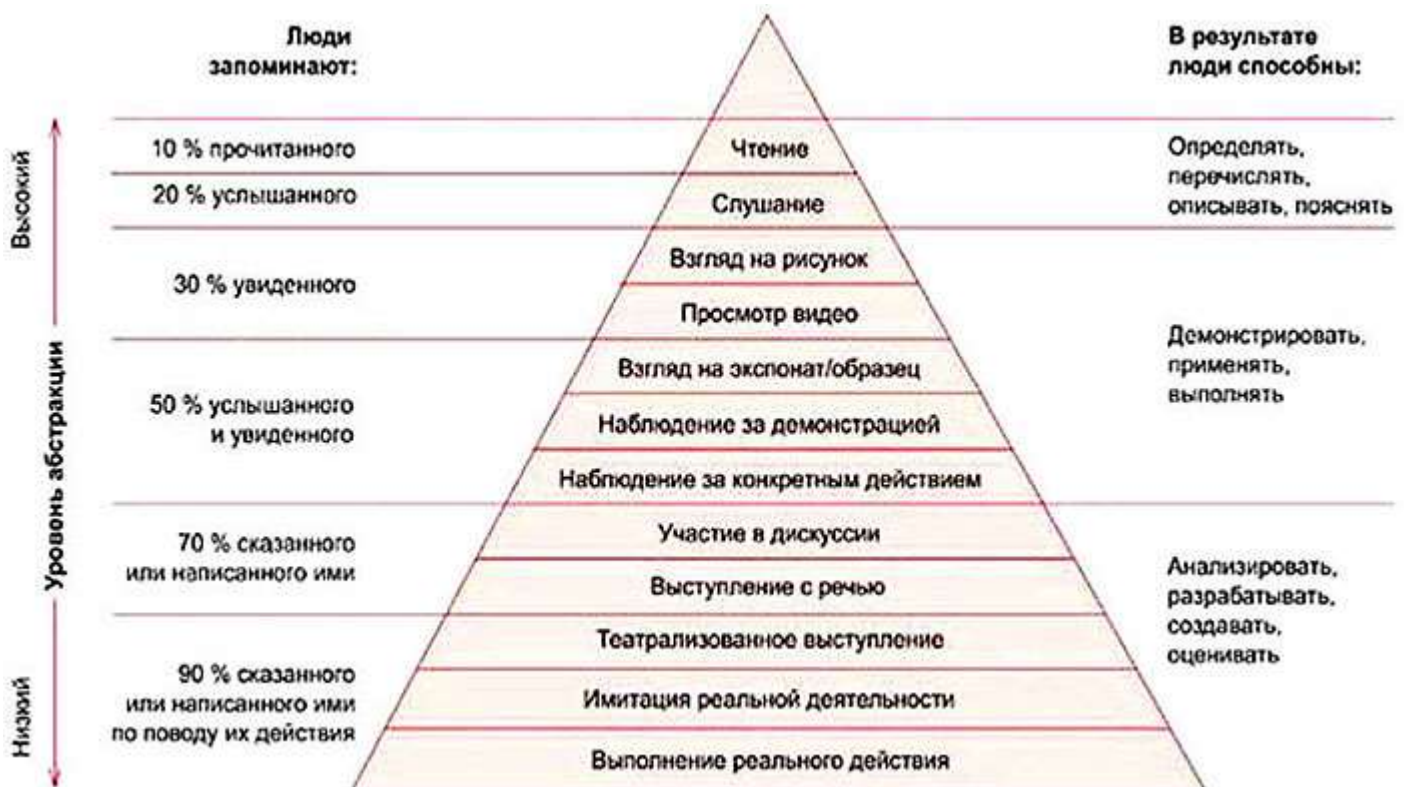 Люди
запоминают:
В результате
люди способны:
Высокий
Уровень абстракции
Низкий
10 % прочитанного
Чтение
Определять,
перечислять,
описывать, пояснять
20 % услышанного
Слушание
30 % увиденного
Взгляд на рисунок
Просмотр видео
Демонстрировать,
применять,
выполнять
50 % услышанного
и увиденного
Взгляд на экспонат/образец
Наблюдение за демонстрацией
Наблюдение за конкретным действием
70 % сказанного
или написанного ими
Участие в дискуссии
Выступление с речью
Анализировать,
разрабатывать,
создавать,
оценивать
90 % сказанного
или написанного ими
по поводу их действия
Театрализованное выступление
Имитация реальной деятельности
Выполнение реального действия